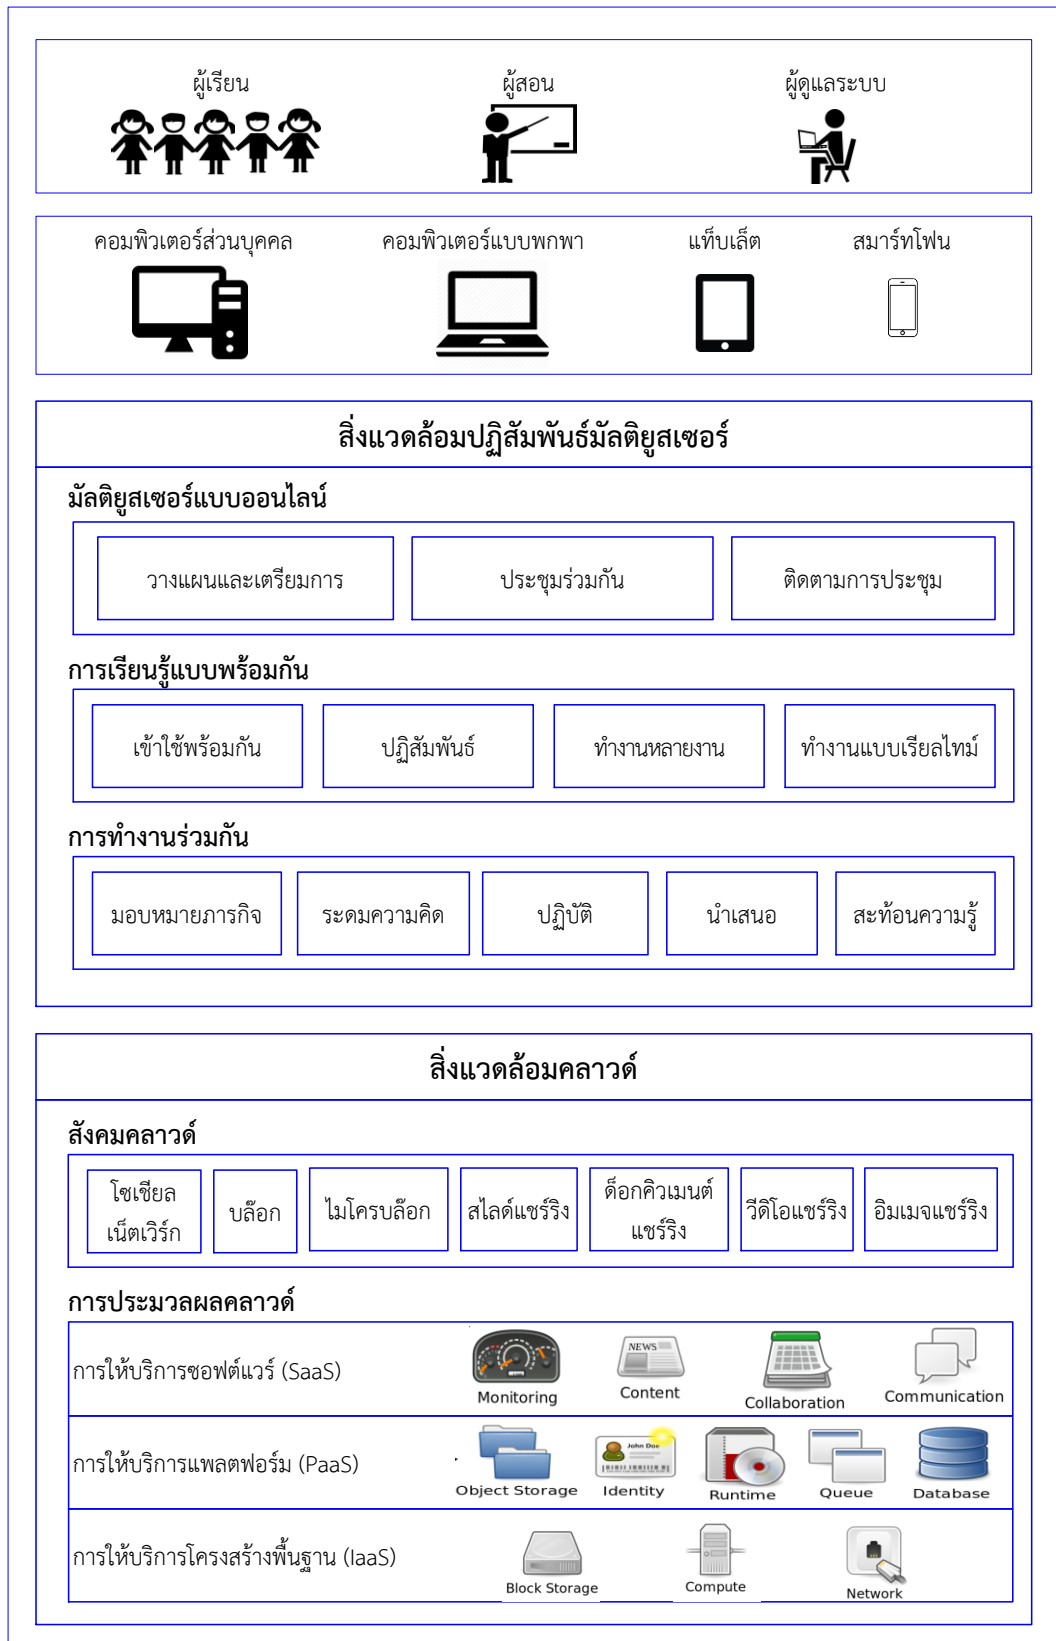 ผู้เรียน ผู้สอน ผู้ดูแลระบบ
คอมพิวเตอร์ส่วนบุคคล คอมพิวเตอร์แบบพกพา แท็บเล็ต สมาร์ทโฟน
สิ่งแวดล้อมปฏิสัมพันธ์มัลติยูสเซอร์
มัลติยูสเซอร์แบบออนไลน์
วางแผนและเตรียมการ ประชุมร่วมกัน ติดตามการประชุม
การเรียนรู้แบบพร้อมกัน
เข้าใช้พร้อมกัน ปฏิสัมพันธ์ ทำงานหลายงาน ทำงานแบบเรียลไทม์
การทำงานร่วมกัน
มอบหมายภารกิจ ระดมความคิด ปฏิบัติ นำเสนอ สะท้อนความรู้
สิ่งแวดล้อมคลาวด์
สังคมคลาวด์
โซเชียล
เน็ตเวิร์ก
บล๊อก
ไมโครบล๊อก
สไลด์แชร์ริง
ด็อกคิวเมนต์
แชร์ริง
วีดิโอแชร์ริง
อิมเมจแชร์ริง
การประมวลผลคลาวด์
การให้บริการซอฟต์แวร์ (SaaS)
NEWS
Monitoring Content Collaboration Communication
การให้บริการแพลตฟอร์ม (PaaS)
John Doe
Object Storage Identity Runtime Queue Database
การให้บริการโครงสร้างพื้นฐาน (IaaS)
Block Storage Compute Network